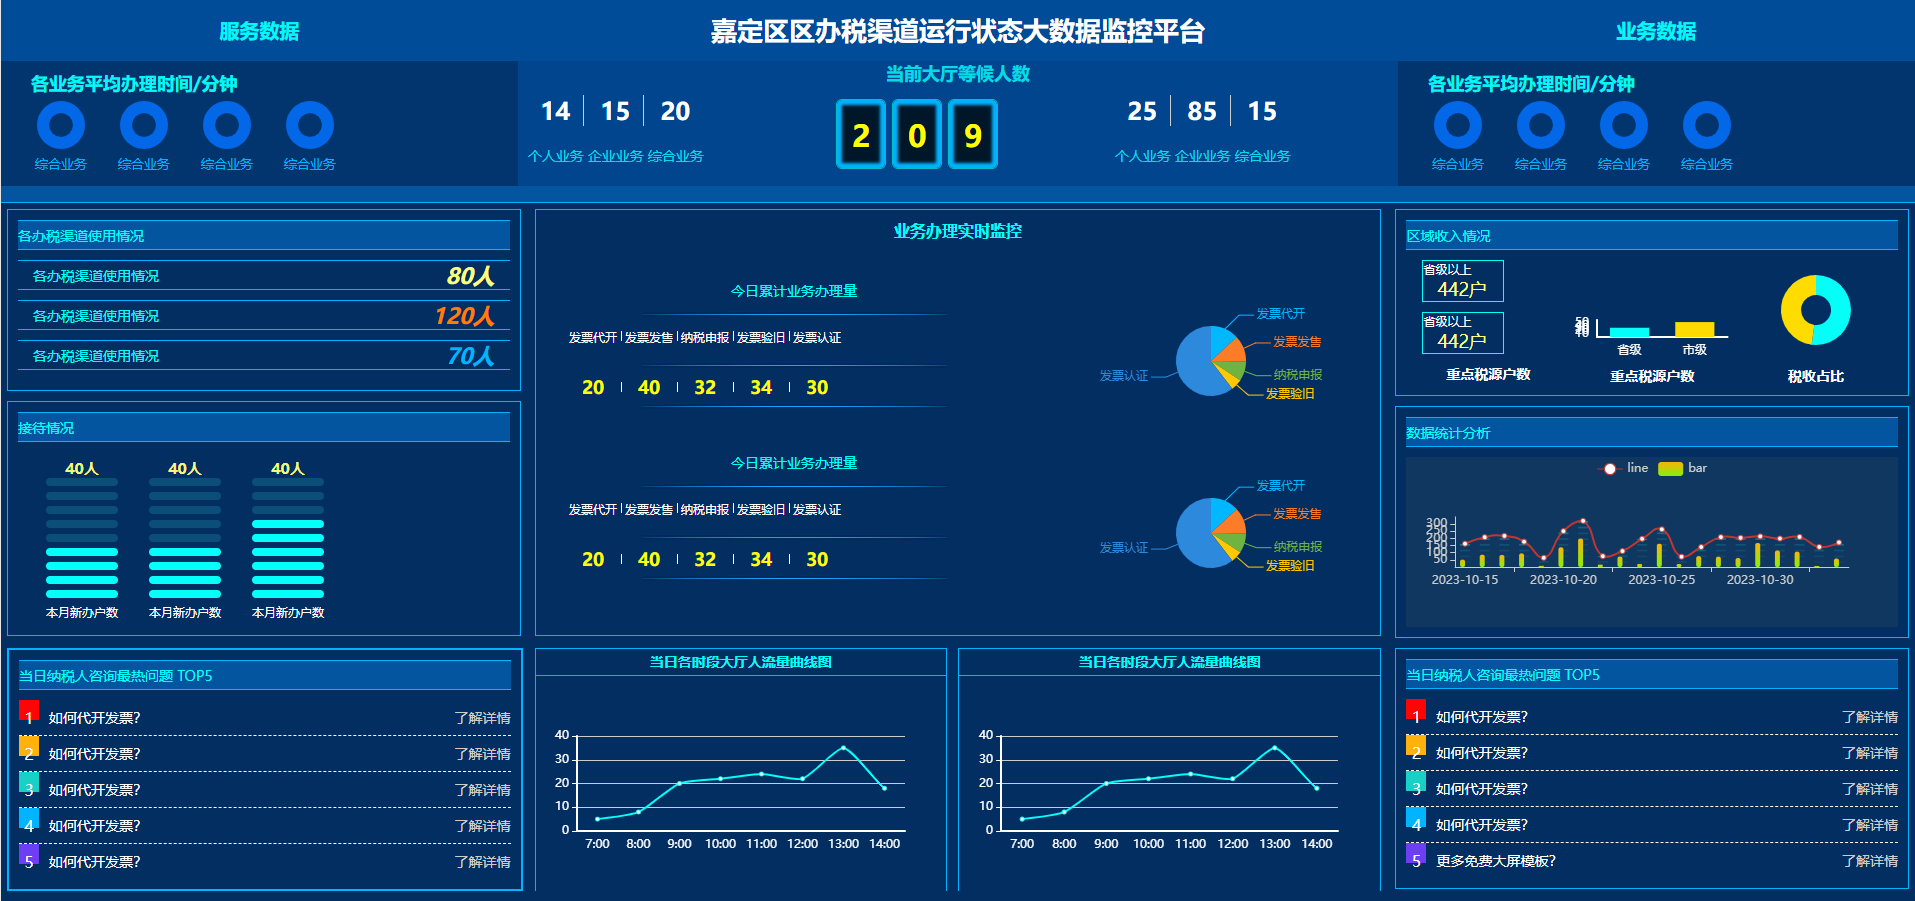 服务数据
嘉定区区办税渠道运行状态大数据监控平台
业务数据
各业务平均办理时间/分钟
综合业务 综合业务 综合业务 综合业务
14 15 20
个人业务 企业业务 综合业务
当前大厅等候人数
2 0 9
25 85 15
个人业务 企业业务 综合业务
各业务平均办理时间/分钟
综合业务 综合业务 综合业务 综合业务
各办税渠道使用情况
各办税渠道使用情况 80人
各办税渠道使用情况 120人
各办税渠道使用情况 70人
接待情况
40人 40人 40人
本月新办户数 本月新办户数 本月新办户数
当日纳税人咨询最热问题 TOP5
1 如何代开发票? 了解详情
2 如何代开发票? 了解详情
3 如何代开发票? 了解详情
4 如何代开发票? 了解详情
5 如何代开发票? 了解详情
业务办理实时监控
今日累计业务办理量
发票代开 发票发售 纳税申报 发票验旧 发票认证
20 40 32 34 30
发票代开
发票发售
纳税申报
发票验旧
发票认证
今日累计业务办理量
发票代开 发票发售 纳税申报 发票验旧 发票认证
20 40 32 34 30
发票代开
发票发售
纳税申报
发票验旧
发票认证
当日各时段大厅人流量曲线图
40
30
20
10
0
7:00 8:00 9:00 10:00 11:00 12:00 13:00 14:00
当日各时段大厅人流量曲线图
40
30
20
10
0
7:00 8:00 9:00 10:00 11:00 12:00 13:00 14:00
区域收入情况
省级以上
442户
省级以上
442户
重点税源户数
50
省级 市级
重点税源户数
税收占比
数据统计分析
line bar
300
250
200
150
100
50
2023-10-15 2023-10-20 2023-10-25 2023-10-30
当日纳税人咨询最热问题 TOP5
1 如何代开发票? 了解详情
2 如何代开发票? 了解详情
3 如何代开发票? 了解详情
4 如何代开发票? 了解详情
5 更多免费大屏模板? 了解详情